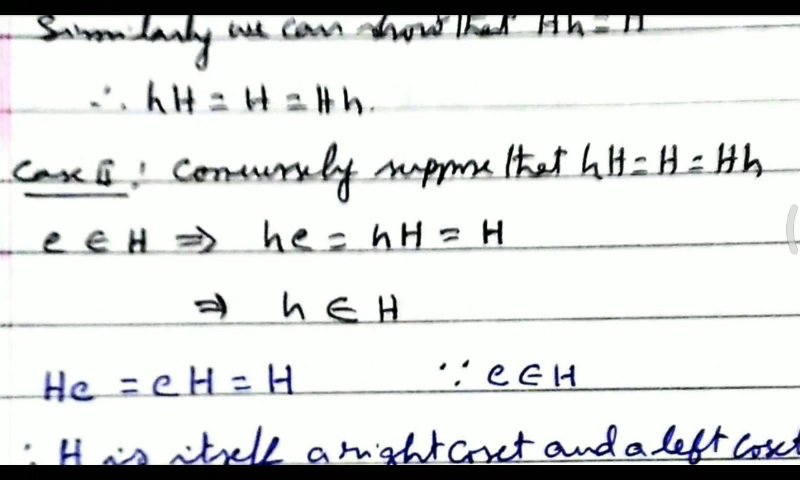 Similarly we can show that Hh = H
∴ hH = H = Hh.
Case II : Conversely suppose that hH = H = Hh
e ∈ H ⇒ he = hH = H
⇒ h ∈ H
He = eH = H ∵ e ∈ H
∴ H is itself a right coset and a left coset